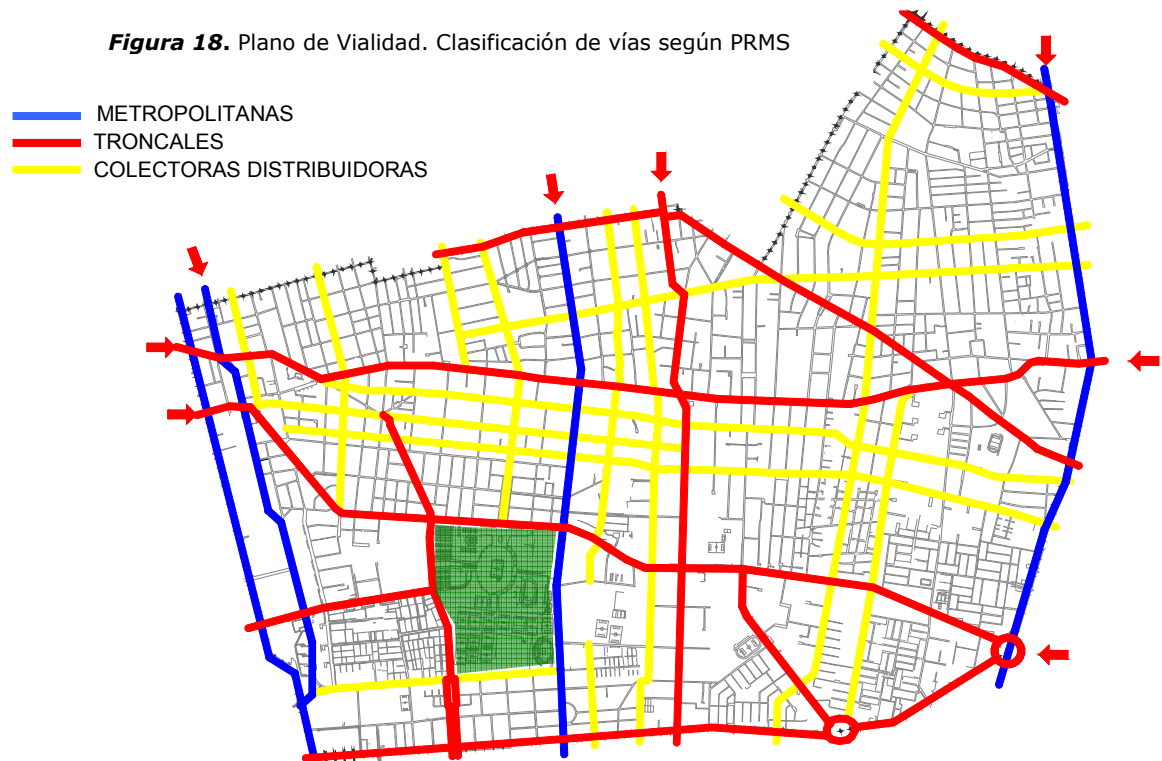 Figura 18. Plano de Vialidad. Clasificación de vías según PRMS
METROPOLITANAS
TRONCALES
COLECTORAS DISTRIBUIDORAS